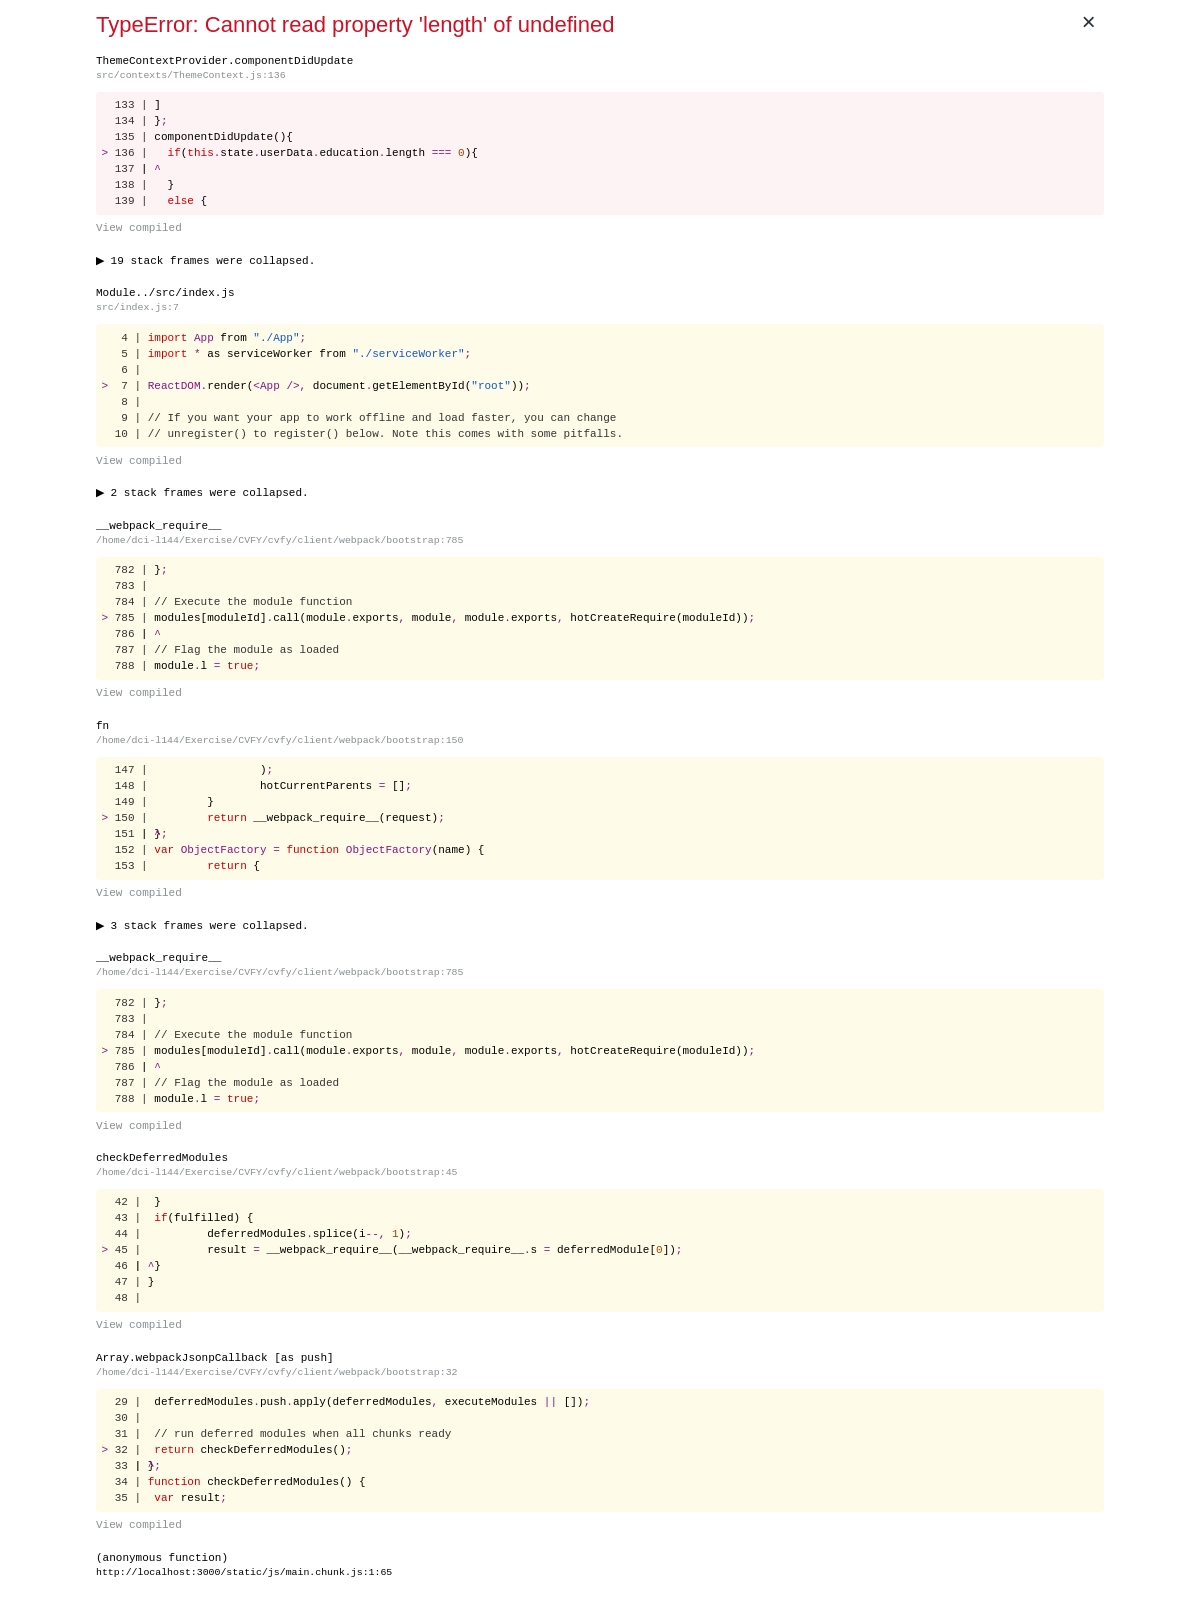 TypeError: Cannot read property 'length' of undefined
×
ThemeContextProvider.componentDidUpdate
src/contexts/ThemeContext.js:136
  133 | ]
  134 | };
  135 | componentDidUpdate(){
> 136 |   if(this.state.userData.education.length === 0){
  137 | ^
  138 |   }
  139 |   else {
View compiled
▶ 19 stack frames were collapsed.
Module../src/index.js
src/index.js:7
   4 | import App from "./App";
   5 | import * as serviceWorker from "./serviceWorker";
   6 |
>  7 | ReactDOM.render(<App />, document.getElementById("root"));
   8 |
   9 | // If you want your app to work offline and load faster, you can change
  10 | // unregister() to register() below. Note this comes with some pitfalls.
View compiled
▶ 2 stack frames were collapsed.
__webpack_require__
/home/dci-l144/Exercise/CVFY/cvfy/client/webpack/bootstrap:785
  782 | };
  783 |
  784 | // Execute the module function
> 785 | modules[moduleId].call(module.exports, module, module.exports, hotCreateRequire(moduleId));
  786 | ^
  787 | // Flag the module as loaded
  788 | module.l = true;
View compiled
fn
/home/dci-l144/Exercise/CVFY/cvfy/client/webpack/bootstrap:150
  147 |                 );
  148 |                 hotCurrentParents = [];
  149 |         }
> 150 |         return __webpack_require__(request);
  151 | };
  152 | var ObjectFactory = function ObjectFactory(name) {
  153 |         return {
View compiled
▶ 3 stack frames were collapsed.
__webpack_require__
/home/dci-l144/Exercise/CVFY/cvfy/client/webpack/bootstrap:785
  782 | };
  783 |
  784 | // Execute the module function
> 785 | modules[moduleId].call(module.exports, module, module.exports, hotCreateRequire(moduleId));
  786 | ^
  787 | // Flag the module as loaded
  788 | module.l = true;
View compiled
checkDeferredModules
/home/dci-l144/Exercise/CVFY/cvfy/client/webpack/bootstrap:45
  42 |  }
  43 |  if(fulfilled) {
  44 |          deferredModules.splice(i--, 1);
> 45 |          result = __webpack_require__(__webpack_require__.s = deferredModule[0]);
  46 | ^}
  47 | }
  48 |
View compiled
Array.webpackJsonpCallback [as push]
/home/dci-l144/Exercise/CVFY/cvfy/client/webpack/bootstrap:32
  29 |  deferredModules.push.apply(deferredModules, executeModules || []);
  30 |
  31 |  // run deferred modules when all chunks ready
> 32 |  return checkDeferredModules();
  33 | };
  34 | function checkDeferredModules() {
  35 |  var result;
View compiled
(anonymous function)
http://localhost:3000/static/js/main.chunk.js:1:65